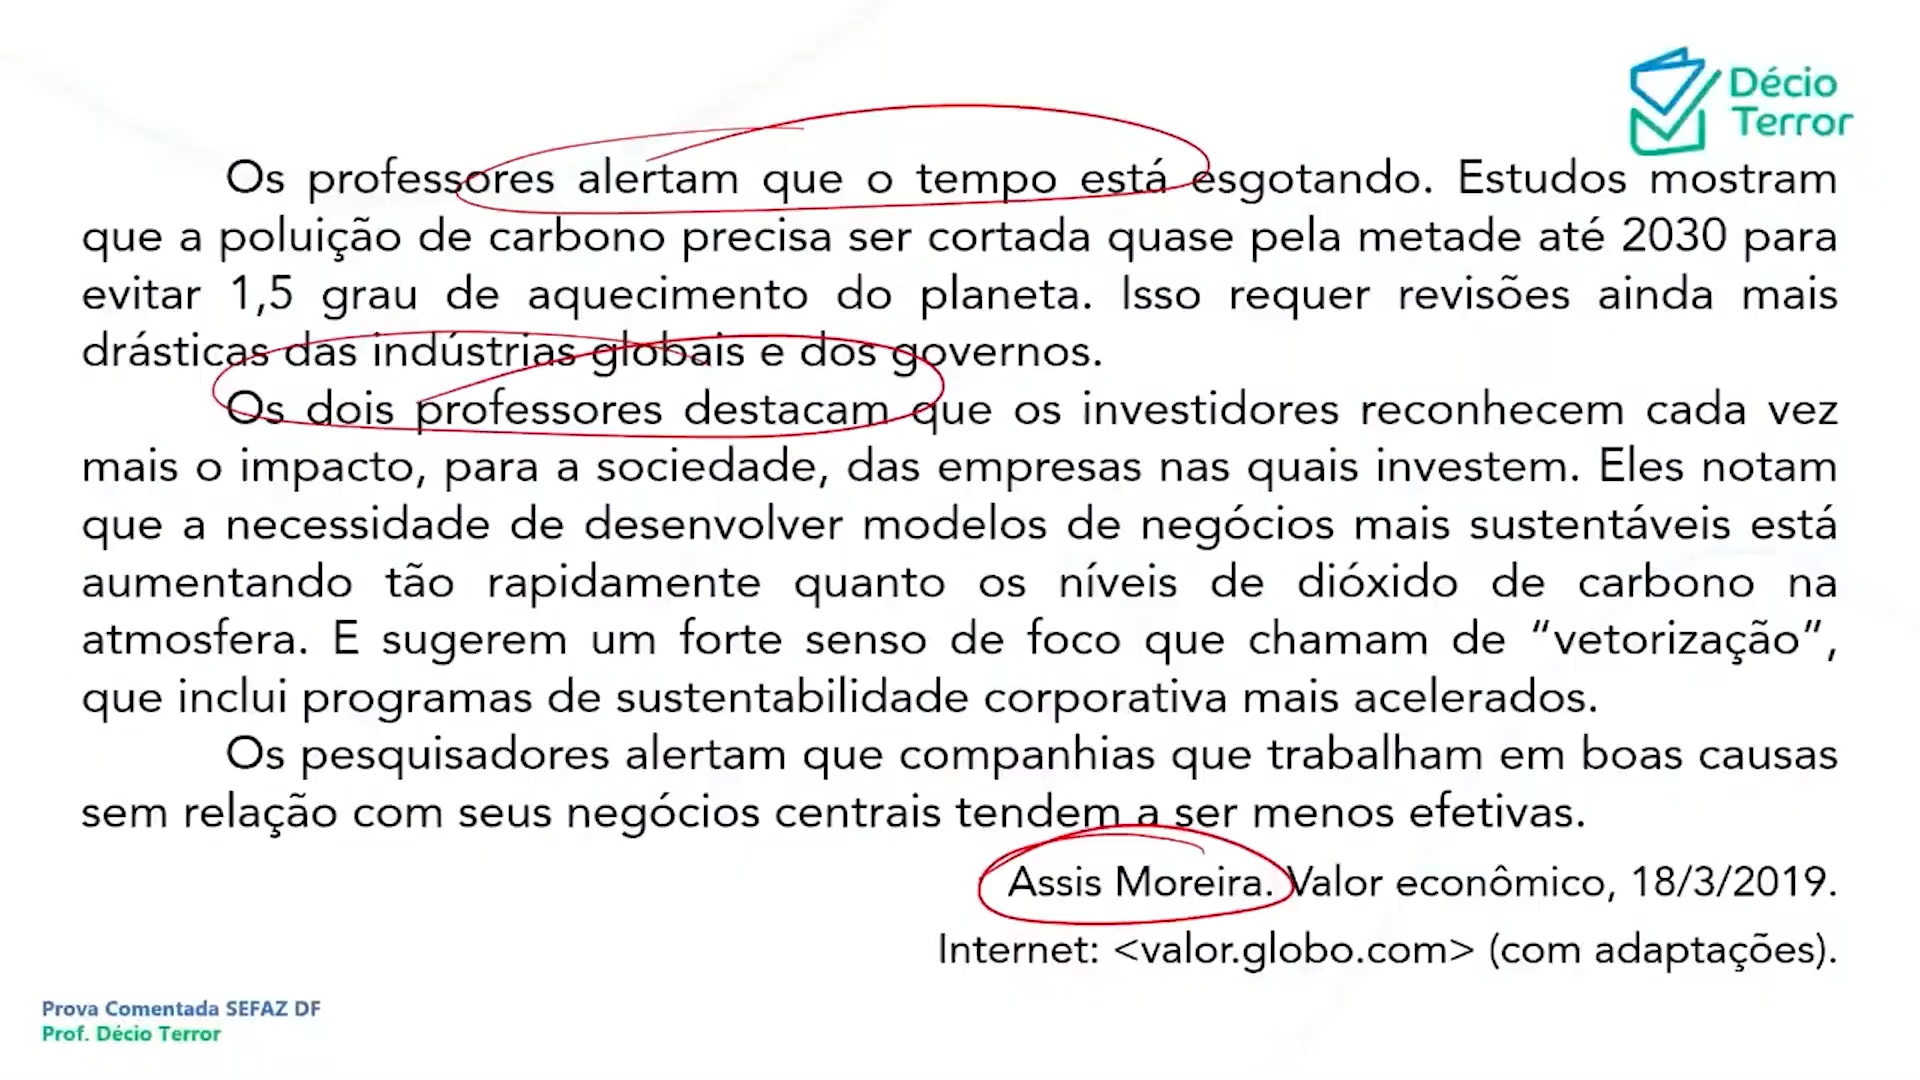 Décio
Terror
Os professores alertam que o tempo está esgotando. Estudos mostram
que a poluição de carbono precisa ser cortada quase pela metade até 2030 para
evitar 1,5 grau de aquecimento do planeta. Isso requer revisões ainda mais
drásticas das indústrias globais e dos governos.
Os dois professores destacam que os investidores reconhecem cada vez
mais o impacto, para a sociedade, das empresas nas quais investem. Eles notam
que a necessidade de desenvolver modelos de negócios mais sustentáveis está
aumentando tão rapidamente quanto os níveis de dióxido de carbono na
atmosfera. E sugerem um forte senso de foco que chamam de “vetorização”,
que inclui programas de sustentabilidade corporativa mais acelerados.
Os pesquisadores alertam que companhias que trabalham em boas causas
sem relação com seus negócios centrais tendem a ser menos efetivas.
Assis Moreira. Valor econômico, 18/3/2019.
Internet: <valor.globo.com> (com adaptações).
Prova Comentada SEFAZ DF
Prof. Décio Terror